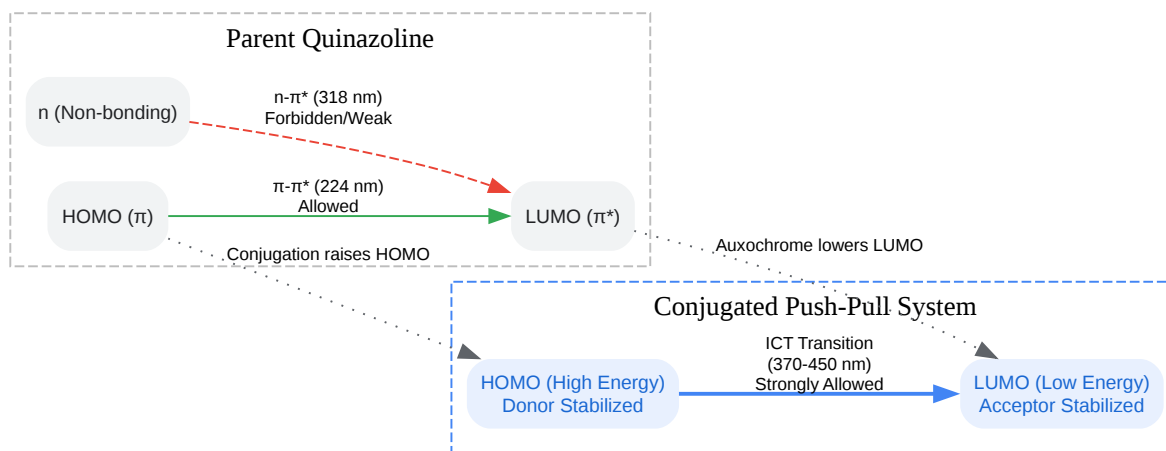 Parent Quinazoline
n (Non-bonding)
n-π* (318 nm)
Forbidden/Weak
π-π* (224 nm)
Allowed
HOMO (π)
LUMO (π*)
Conjugation raises HOMO
Auxochrome lowers LUMO
Conjugated Push-Pull System
ICT Transition
(370-450 nm)
Strongly Allowed
HOMO (High Energy)
Donor Stabilized
LUMO (Low Energy)
Acceptor Stabilized